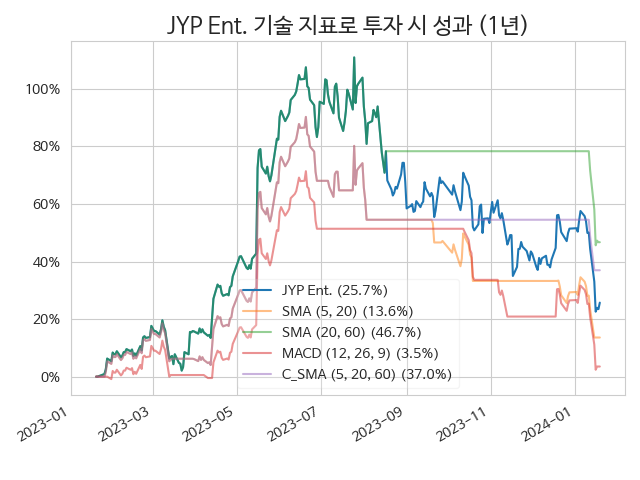 JYP Ent. 기술 지표로 투자 시 성과 (1년)
100%
80%
60%
40%
20%
0%
JYP Ent. (25.7%)
SMA (5, 20) (13.6%)
SMA (20, 60) (46.7%)
MACD (12, 26, 9) (3.5%)
C_SMA (5, 20, 60) (37.0%)
2023-01
2023-03
2023-05
2023-07
2023-09
2023-11
2024-01